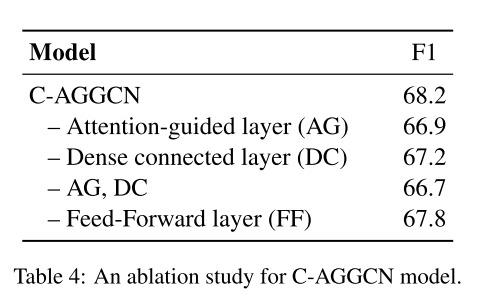 Model F1
C-AGGCN 68.2
– Attention-guided layer (AG) 66.9
– Dense connected layer (DC) 67.2
– AG, DC 66.7
– Feed-Forward layer (FF) 67.8
Table 4: An ablation study for C-AGGCN model.